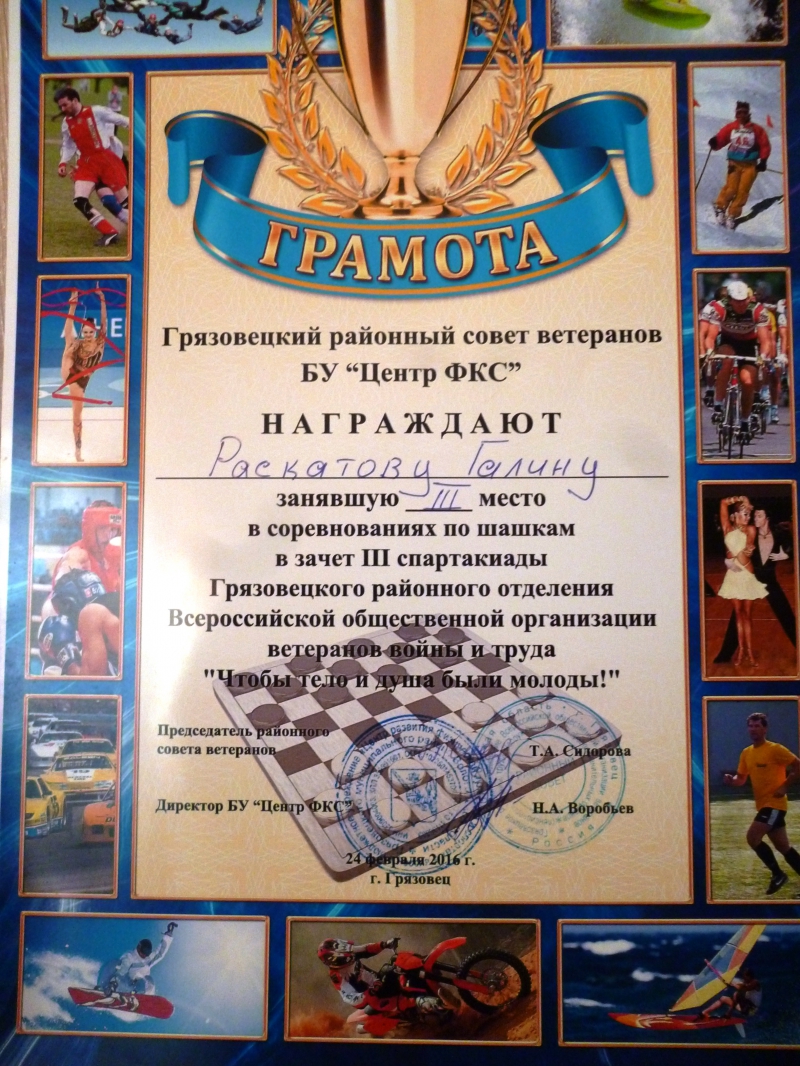 ГРАМОТА
Грязовецкий районный совет ветеранов
БУ “Центр ФКС”
НАГРАЖДАЮТ
Раскатову Галину
занявшую III место
в соревнованиях по шашкам
в зачет III спартакиады
Грязовецкого районного отделения
Всероссийской общественной организации
ветеранов войны и труда
"Чтобы тело и душа были молоды!"
Председатель районного
совета ветеранов Т.А. Сидорова
Директор БУ “Центр ФКС” Н.А. Воробьев
24 февраля 2016 г.
г. Грязовец